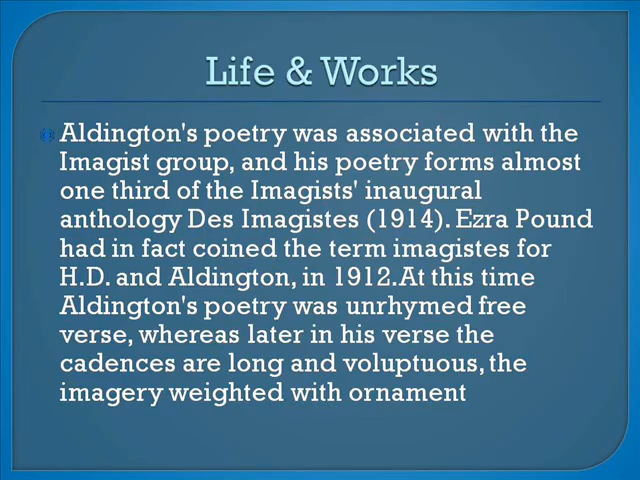 Life & Works
Aldington's poetry was associated with the
Imagist group, and his poetry forms almost
one third of the Imagists' inaugural
anthology Des Imagistes (1914). Ezra Pound
had in fact coined the term imagistes for
H.D. and Aldington, in 1912.At this time
Aldington's poetry was unrhymed free
verse, whereas later in his verse the
cadences are long and voluptuous, the
imagery weighted with ornament